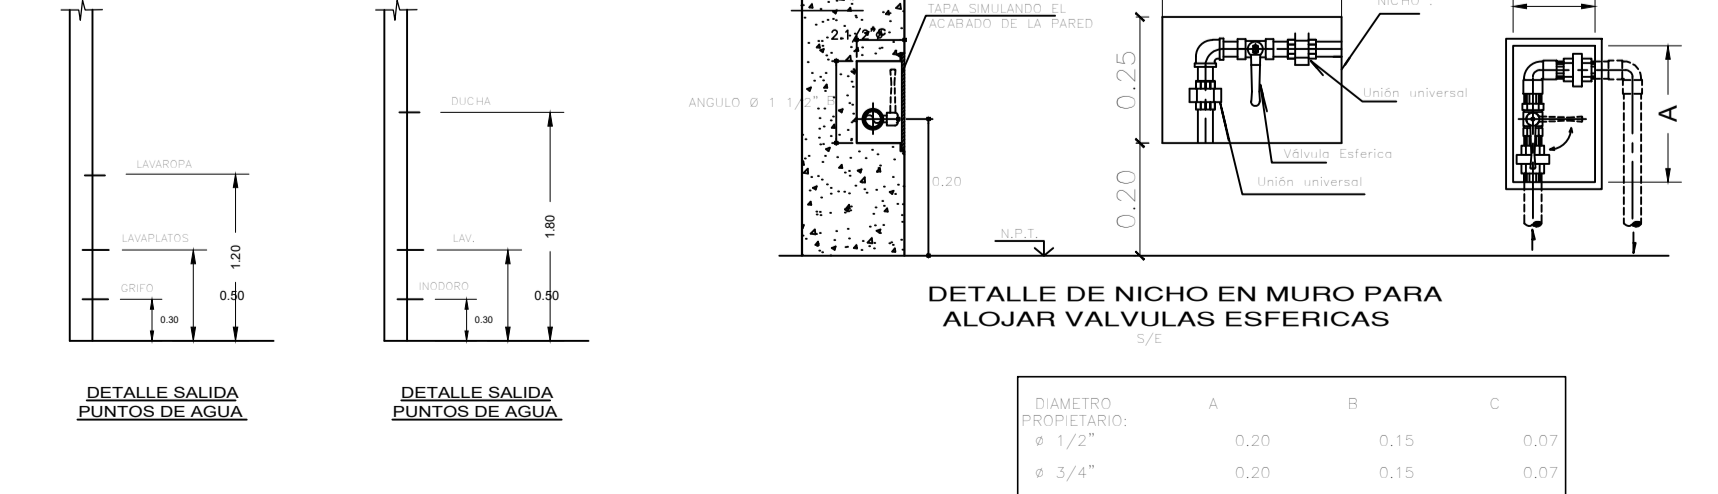 LAVAROPA
LAVAPLATOS
GRIFO
0.30
0.50
1.20
DETALLE SALIDA
PUNTOS DE AGUA
DUCHA
LAV.
INODORO
0.30
0.50
1.80
DETALLE SALIDA
PUNTOS DE AGUA
TAPA SIMULANDO EL
ACABADO DE LA PARED
2.1/2"
ANGULO Ø 1 1/2" B
0.20
N.P.T.
0.25
0.20
NICHO
Unión universal
Válvula Esferica
Unión universal
A
DETALLE DE NICHO EN MURO PARA
ALOJAR VALVULAS ESFERICAS
S/E
DIAMETRO A B C
PROPIETARIO:
ø 1/2" 0.20 0.15 0.07
ø 3/4" 0.20 0.15 0.07